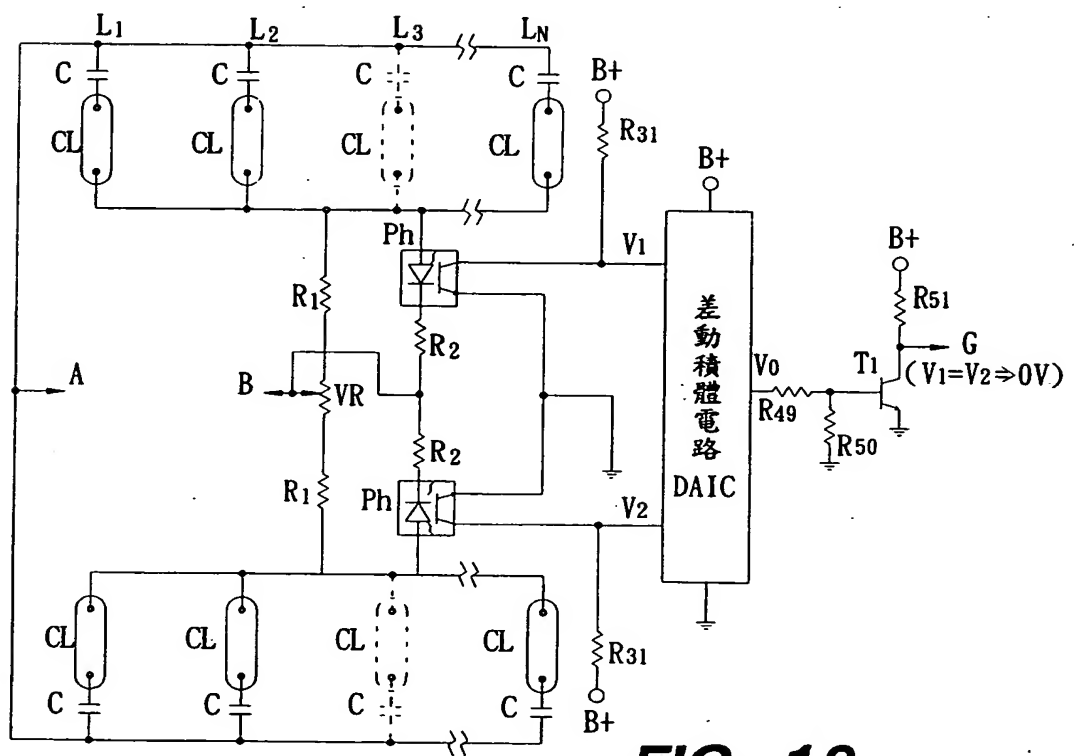 L1 L2 L3 LN
C C C C
B+
R31
CL CL CL CL
B+
Ph
V1
B+
R1
R2
R51
差動積體電路
DAIC
A
B
VR
V0
T1
G
(V1=V2⇒0V)
R49
R50
R2
R1
Ph
V2
CL CL CL CL
R31
C C C C
B+